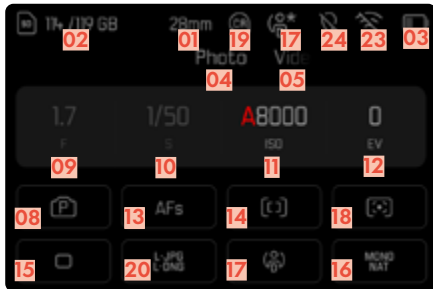 114/119 GB 28mm
02 01 19 17 24 23 03
Photo Vide
04 05
1.7 1/50 A8000 0
F S ISO EV
09 10 11 12
P AFs
08 13 14 18
L-JPG MONO
L-DNG NAT
15 20 17 16